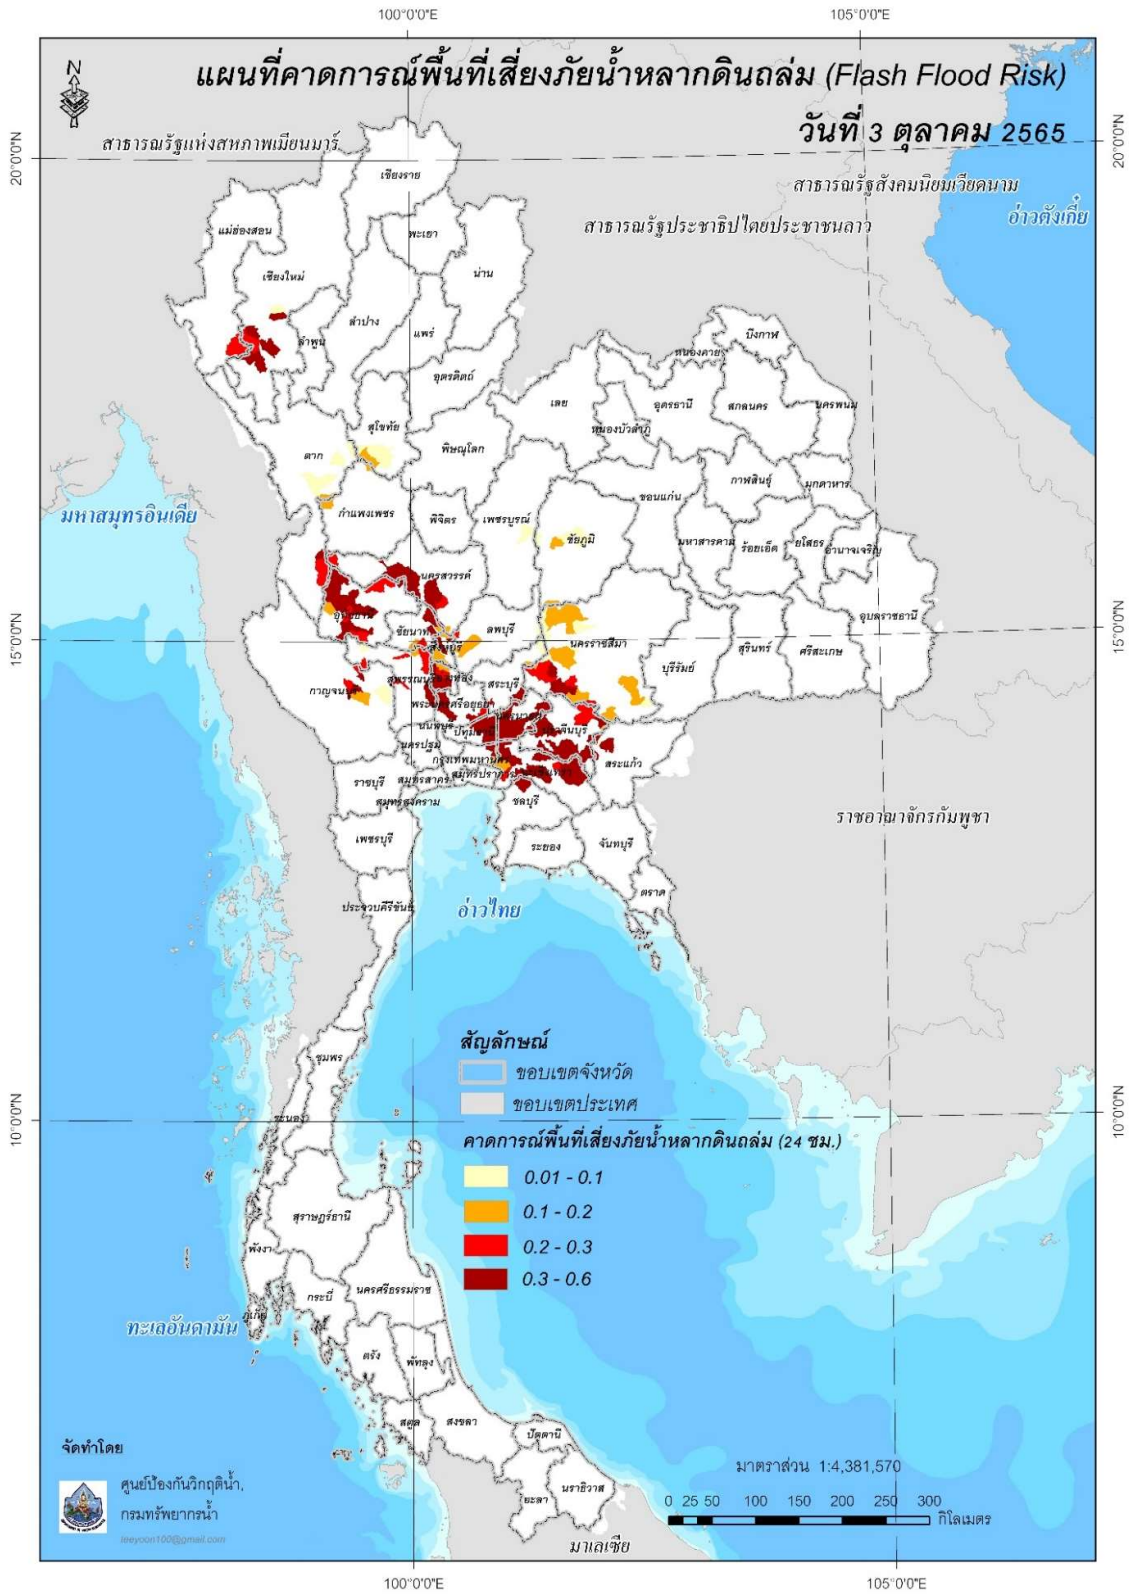 100°0'0"E
105°0'0"E
แผนที่คาดการณ์พื้นที่เสี่ยงภัยน้ำหลากดินถล่ม (Flash Flood Risk)
วันที่ 3 ตุลาคม 2565
N
20°0'0"N
20°0'0"N
สาธารณรัฐแห่งสหภาพเมียนมาร์
สาธารณรัฐสังคมนิยมเวียดนาม
สาธารณรัฐประชาธิปไตยประชาชนลาว
อ่าวตังเกี๋ย
เชียงราย
แม่ฮ่องสอน
พะเยา
เชียงใหม่
น่าน
ลำปาง
ลำพูน
แพร่
บึงกาฬ
หนองคาย
อุตรดิตถ์
เลย
อุดรธานี
สกลนคร
นครพนม
สุโขทัย
หนองบัวลำภู
ตาก
พิษณุโลก
กาฬสินธุ์
มุกดาหาร
ขอนแก่น
มหาสมุทรอินเดีย
กำแพงเพชร
พิจิตร
เพชรบูรณ์
ชัยภูมิ
มหาสารคาม
ร้อยเอ็ด
ยโสธร
อำนาจเจริญ
นครสวรรค์
อุบลราชธานี
15°0'0"N
15°0'0"N
ชัยนาท
ลพบุรี
นครราชสีมา
บุรีรัมย์
สุรินทร์
ศรีสะเกษ
กาญจนบุรี
สุพรรณบุรี
สระบุรี
พระนครศรีอยุธยา
นนทบุรี
นครปฐม
กรุงเทพมหานคร
สระแก้ว
ราชบุรี
สมุทรสาคร
สมุทรปราการ
สมุทรสงคราม
ชลบุรี
ราชอาณาจักรกัมพูชา
เพชรบุรี
ระยอง
จันทบุรี
ตราด
ประจวบคีรีขันธ์
อ่าวไทย
ชุมพร
ระนอง
10°0'0"N
10°0'0"N
สัญลักษณ์
ขอบเขตจังหวัด
ขอบเขตประเทศ
คาดการณ์พื้นที่เสี่ยงภัยน้ำหลากดินถล่ม (24 ชม.)
0.01 - 0.1
0.1 - 0.2
0.2 - 0.3
0.3 - 0.6
สุราษฎร์ธานี
พังงา
กระบี่
นครศรีธรรมราช
ภูเก็ต
ทะเลอันดามัน
ตรัง
พัทลุง
สตูล
สงขลา
ปัตตานี
ยะลา
นราธิวาส
มาเลเซีย
จัดทำโดย
ศูนย์ป้องกันวิกฤติน้ำ,
กรมทรัพยากรน้ำ
leeyoon100@gmail.com
มาตราส่วน 1:4,381,570
0 25 50 100 150 200 250 300
กิโลเมตร
100°0'0"E
105°0'0"E